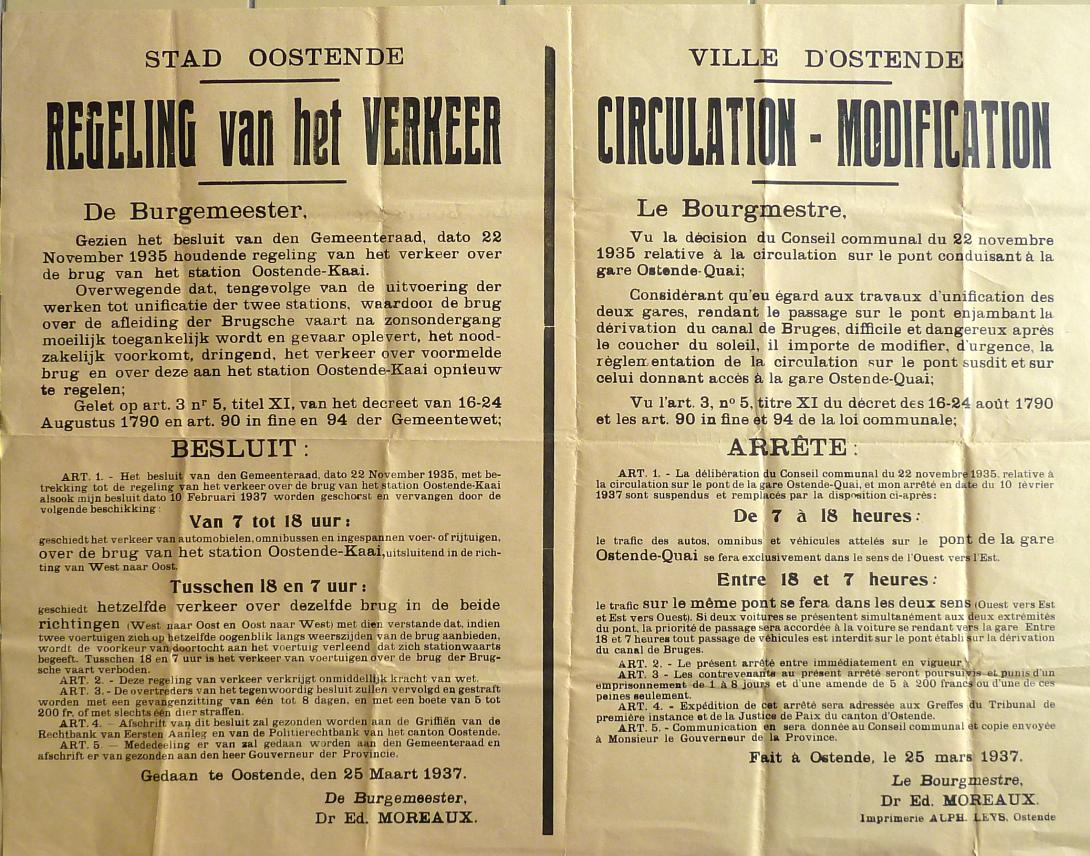 STAD OOSTENDE
REGELING van het VERKEER
De Burgemeester,
Gezien het besluit van den Gemeenteraad, dato 22
November 1935 houdende regeling van het verkeer over
de brug van het station Oostende-Kaai.
Overwegende dat, tengevolge van de uitvoering der
werken tot unificatie der twee stations, waardoor de brug
over de afleiding der Brugsche vaart na zonsondergang
moeilijk toegankelijk wordt en gevaar oplevert, het nood-
zakelijk voorkomt, dringend, het verkeer over voormelde
brug en over deze aan het station Oostende-Kaai opnieuw
te regelen;
Gelet op art. 3 nr 5, titel XI, van het decreet van 16-24
Augustus 1790 en art. 90 in fine en 94 der Gemeentewet;
BESLUIT :
ART. 1. - Het besluit van den Gemeenteraad, dato 22 November 1935, met be-
trekking tot de regeling van het verkeer over de brug van het station Oostende-Kaai
alsook mijn besluit dato 10 Februari 1937 worden geschorst en vervangen door de
volgende beschikking :
Van 7 tot 18 uur :
geschiedt het verkeer van automobielen, omnibussen en ingespannen voer- of rijtuigen,
over de brug van het station Oostende-Kaai, uitsluitend in de rich-
ting van West naar Oost.
Tusschen 18 en 7 uur :
geschiedt hetzelfde verkeer over dezelfde brug in de beide
richtingen (West naar Oost en Oost naar West) met dien verstande dat, indien
twee voertuigen zich op hetzelfde oogenblik langs weerszijden van de brug aanbieden,
wordt de voorkeur van doortocht aan het voertuig verleend dat zich stationwaarts
begeeft. Tusschen 18 en 7 uur is het verkeer van voertuigen over de brug der Brug-
sche vaart verboden.
ART. 2. - Deze regeling van verkeer verkrijgt onmiddellijk kracht van wet.
ART. 3. - De overtreders van het tegenwoordig besluit zullen vervolgd en gestraft
worden met een gevangenzitting van één tot 8 dagen, en met eene boete van 5 tot
200 fr. of met slechts één dier straffen.
ART. 4. — Afschrift van dit besluit zal gezonden worden aan de Griffiën van de
Rechtbank van Eersten Aanleg en van de Politierechtbank van het canton Oostende.
ART. 5. — Mededeeling er van zal gedaan worden aan den Gemeenteraad en
afschrift er van gezonden aan den heer Gouverneur der Provincie.
Gedaan te Oostende, den 25 Maart 1937.
De Burgemeester,
Dr Ed. MOREAUX.
VILLE D'OSTENDE
CIRCULATION - MODIFICATION
Le Bourgmestre,
Vu la décision du Conseil communal du 22 novembre
1935 relative à la circulation sur le pont conduisant à la
gare Ostende-Quai;
Considérant qu'eu égard aux travaux d'unification des
deux gares, rendant le passage sur le pont enjambant la
dérivation du canal de Bruges, difficile et dangereux après
le coucher du soleil, il importe de modifier, d'urgence, la
règlementation de la circulation sur le pont susdit et sur
celui donnant accès à la gare Ostende-Quai;
Vu l'art. 3, no 5, titre XI du décret des 16-24 août 1790
et les art. 90 in fine et 94 de la loi communale;
ARRÊTE :
ART. 1. - La délibération du Conseil communal du 22 novembre 1935, relative à
la circulation sur le pont de la gare Ostende-Quai, et mon arrêté en date du 10 février
1937 sont suspendus et remplacés par la disposition ci-après :
De 7 à 18 heures :
le trafic des autos, omnibus et véhicules attelés sur le pont de la gare
Ostende-Quai se fera exclusivement dans le sens de l'Ouest vers l'Est.
Entre 18 et 7 heures :
le trafic sur le même pont se fera dans les deux sens (Ouest vers Est
et Est vers Ouest). Si deux voitures se présentent simultanément aux deux extrémités
du pont, la priorité de passage sera accordée à la voiture se rendant vers la gare Entre
18 et 7 heures tout passage de véhicules est interdit sur le pont établi sur la dérivation
du canal de Bruges.
ART. 2. - Le présent arrêté entre immédiatement en vigueur.
ART. 3 - Les contrevenants au présent arrêté seront poursuivis et punis d'un
emprisonnement de 1 à 8 jours et d'une amende de 5 à 200 francs ou d'une de ces
peines seulement.
ART. 4. - Expédition de cet arrêté sera adressée aux Greffes du Tribunal de
première instance et de la Justice de Paix du canton d'Ostende.
ART. 5. - Communication en sera donnée au Conseil communal et copie envoyée
à Monsieur le Gouverneur de la Province.
Fait à Ostende, le 25 mars 1937.
Le Bourgmestre,
Dr Ed. MOREAUX.
Imprimerie ALPH. LEYS, Ostende